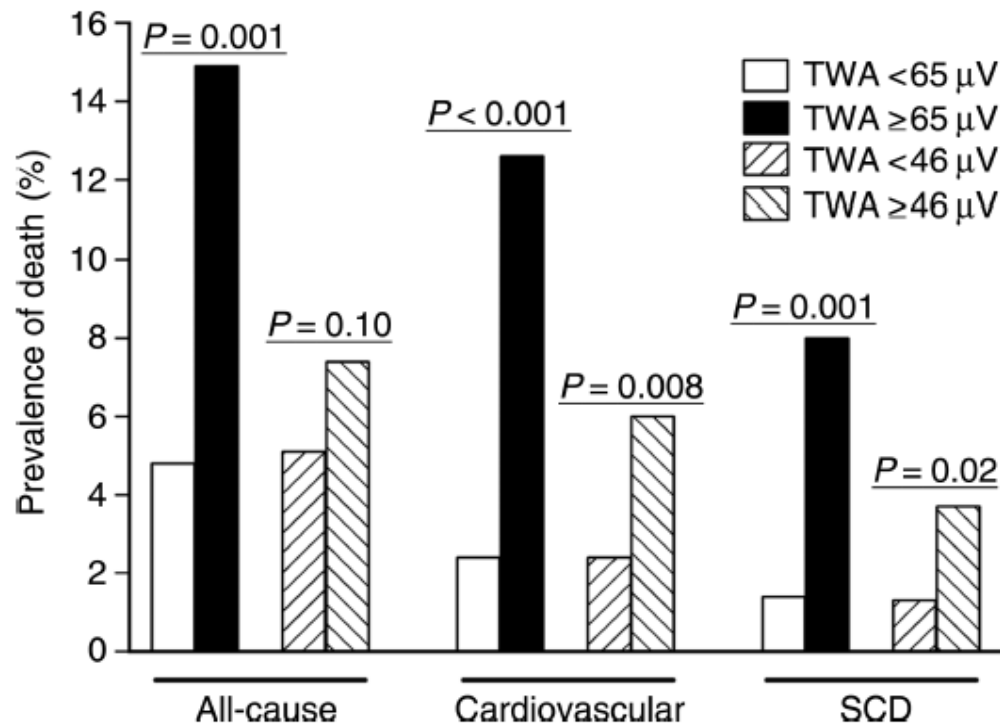 16
14
12
10
8
6
4
2
0
Prevalence of death (%)
P = 0.001
P = 0.10
P < 0.001
P = 0.008
P = 0.001
P = 0.02
TWA <65 µV
TWA ≥65 µV
TWA <46 µV
TWA ≥46 µV
All-cause
Cardiovascular
SCD